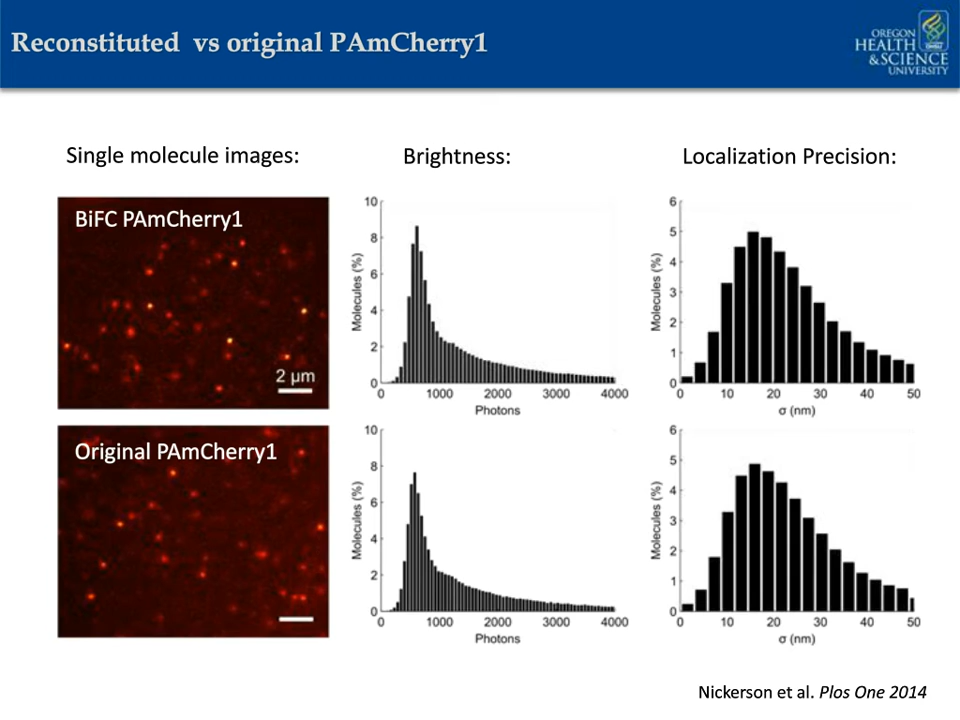 Reconstituted  vs original PAmCherry1
OREGON
HEALTH
& SCIENCE
UNIVERSITY
OHSU
Single molecule images:
Brightness:
Localization Precision:
BiFC PAmCherry1
2 µm
10
8
6
4
2
0
Molecules (%)
0 1000 2000 3000 4000
Photons
6
5
4
3
2
1
0
Molecules (%)
0 10 20 30 40 50
σ (nm)
Original PAmCherry1
10
8
6
4
2
0
Molecules (%)
0 1000 2000 3000 4000
Photons
6
5
4
3
2
1
0
Molecules (%)
0 10 20 30 40 50
σ (nm)
Nickerson et al. Plos One 2014